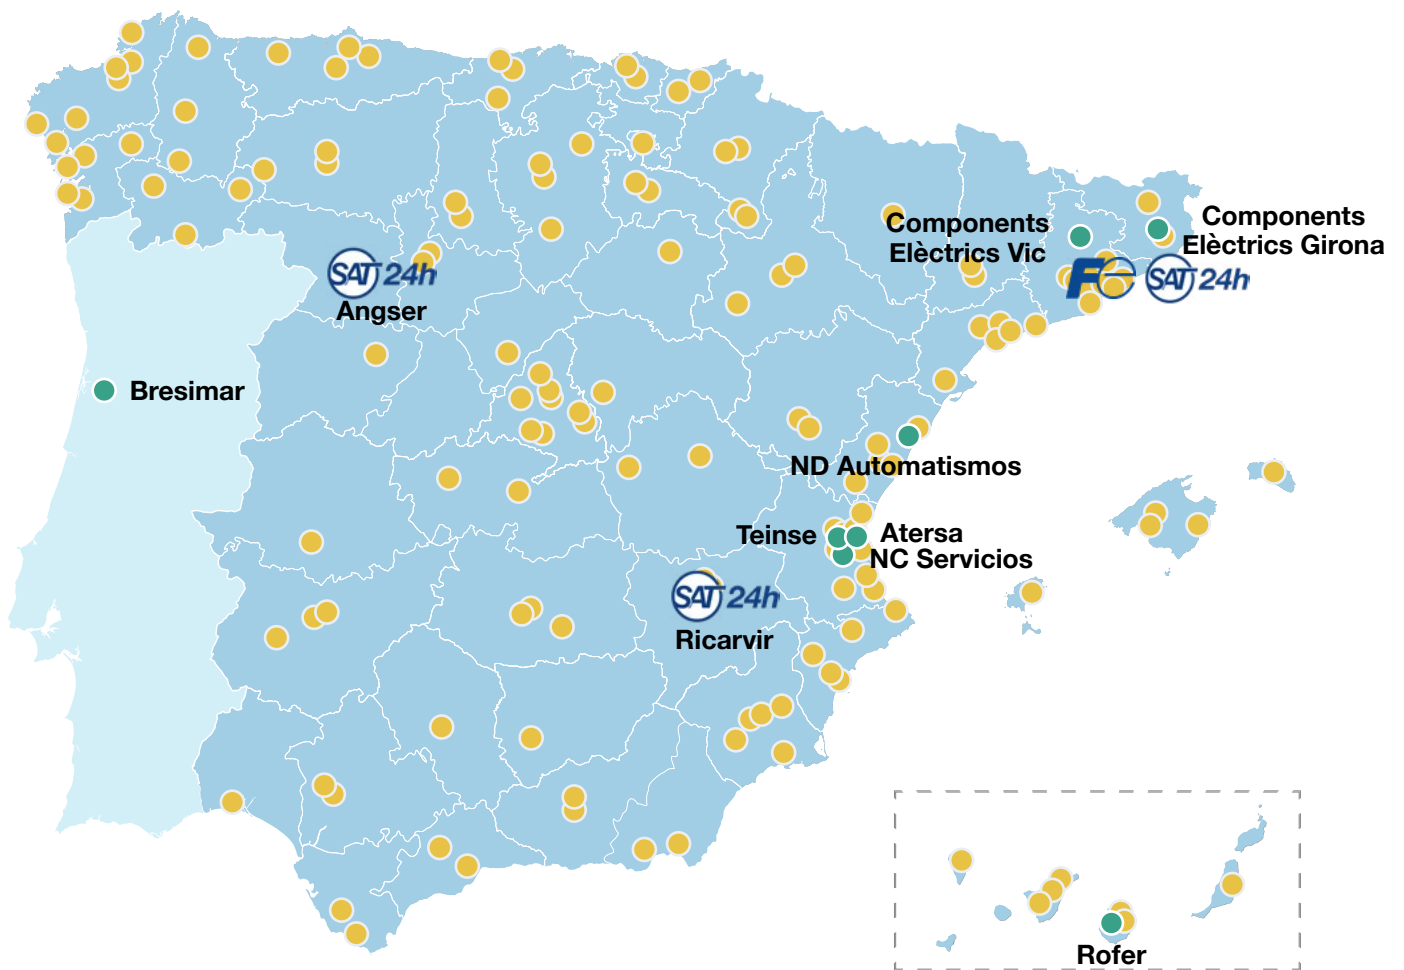 Components
Elèctrics Vic
Components
Elèctrics Girona
Fe
SAT 24h
SAT 24h
Angser
Bresimar
ND Automatismos
Teinse
Atersa
NC Servicios
SAT 24h
Ricarvir
Rofer